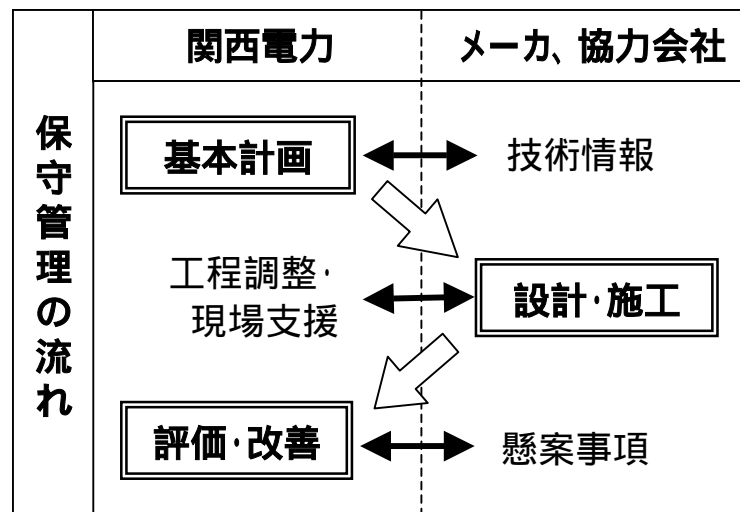 関西電力
メーカ、協力会社
保守管理の流れ
基本計画
技術情報
工程調整・
現場支援
設計・施工
評価・改善
懸案事項